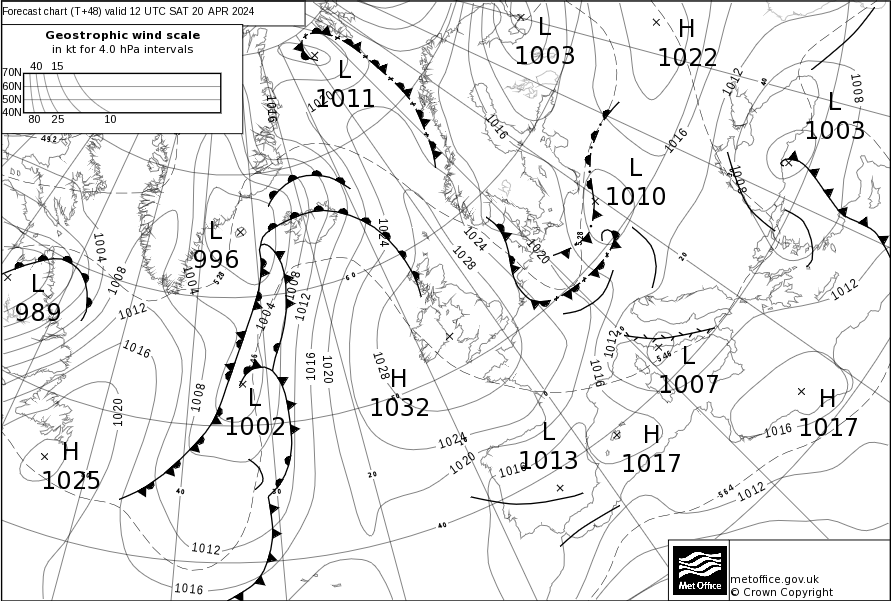 Forecast chart (T+48) valid 12 UTC SAT 20 APR 2024
Geostrophic wind scale
in kt for 4.0 hPa intervals
40 15
70N
60N
50N
40N
80 25 10
492
L
1011
1016
L
1003
H
1022
1012
1008
L
1003
1016
1016
1008
L
1010
L
996
1004
1008
1004
528
1012
1024
1024
1028
1020
528
60
20
L
989
1016
1004
1008
1012
1012
1012
1016
L
1007
546
H
1032
1028
1016
1020
1008
1020
L
1002
H
1017
1016
1024
1020
1016
L
1013
H
1017
H
1025
40
30
20
40
564
1012
1012
1016
Met Office
metoffice.gov.uk
© Crown Copyright